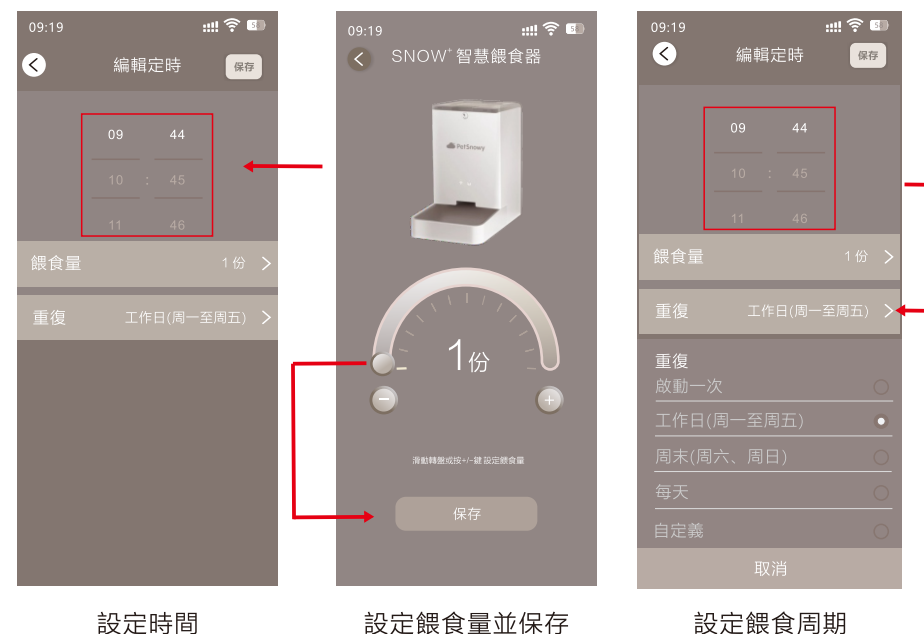 09:19
編輯定時
保存
09 44
10 : 45
11 46
餵食量 1份
重復 工作日(周一至周五)
設定時間
09:19
SNOW⁺智慧餵食器
PetSnowy
1份
滑動轉盤或按+/-鍵 設定餵食量
保存
設定餵食量並保存
09:19
編輯定時
保存
09 44
10 : 45
11 46
餵食量 1份
重復 工作日(周一至周五)
重復
啟動一次
工作日(周一至周五)
周末(周六、周日)
每天
自定義
取消
設定餵食周期